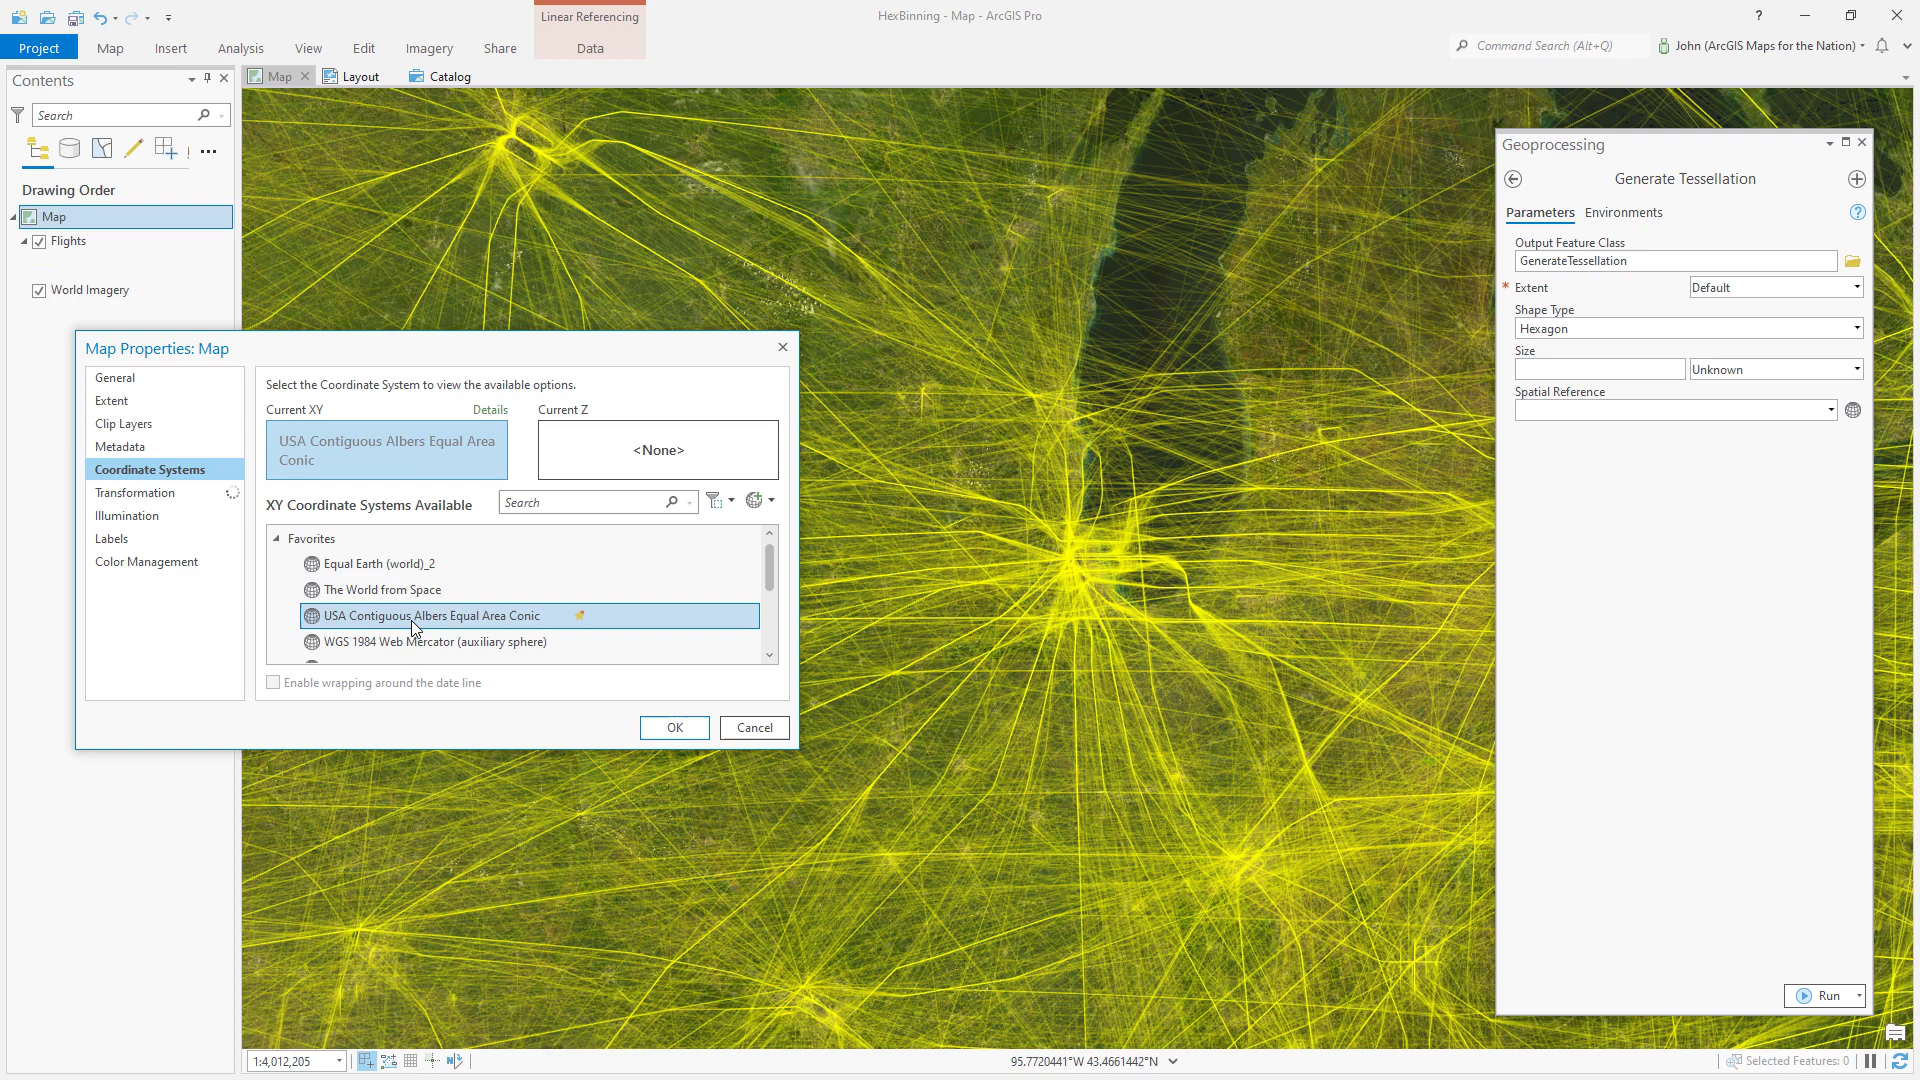 HexBinning - Map - ArcGIS Pro
Linear Referencing
Project
Map
Insert
Analysis
View
Edit
Imagery
Share
Data
Command Search (Alt+Q)
John (ArcGIS Maps for the Nation)
Contents
Search
Drawing Order
Map
Flights
World Imagery
Map
Layout
Catalog
Map Properties: Map
General
Extent
Clip Layers
Metadata
Coordinate Systems
Transformation
Illumination
Labels
Color Management
Select the Coordinate System to view the available options.
Current XY
Details
Current Z
USA Contiguous Albers Equal Area
Conic
<None>
XY Coordinate Systems Available
Search
Favorites
Equal Earth (world)_2
The World from Space
USA Contiguous Albers Equal Area Conic
WGS 1984 Web Mercator (auxiliary sphere)
Enable wrapping around the date line
OK
Cancel
Geoprocessing
Generate Tessellation
Parameters
Environments
Output Feature Class
GenerateTessellation
* Extent
Default
Shape Type
Hexagon
Size
Unknown
Spatial Reference
Run
1:4,012,205
95.7720441°W 43.4661442°N
Selected Features: 0